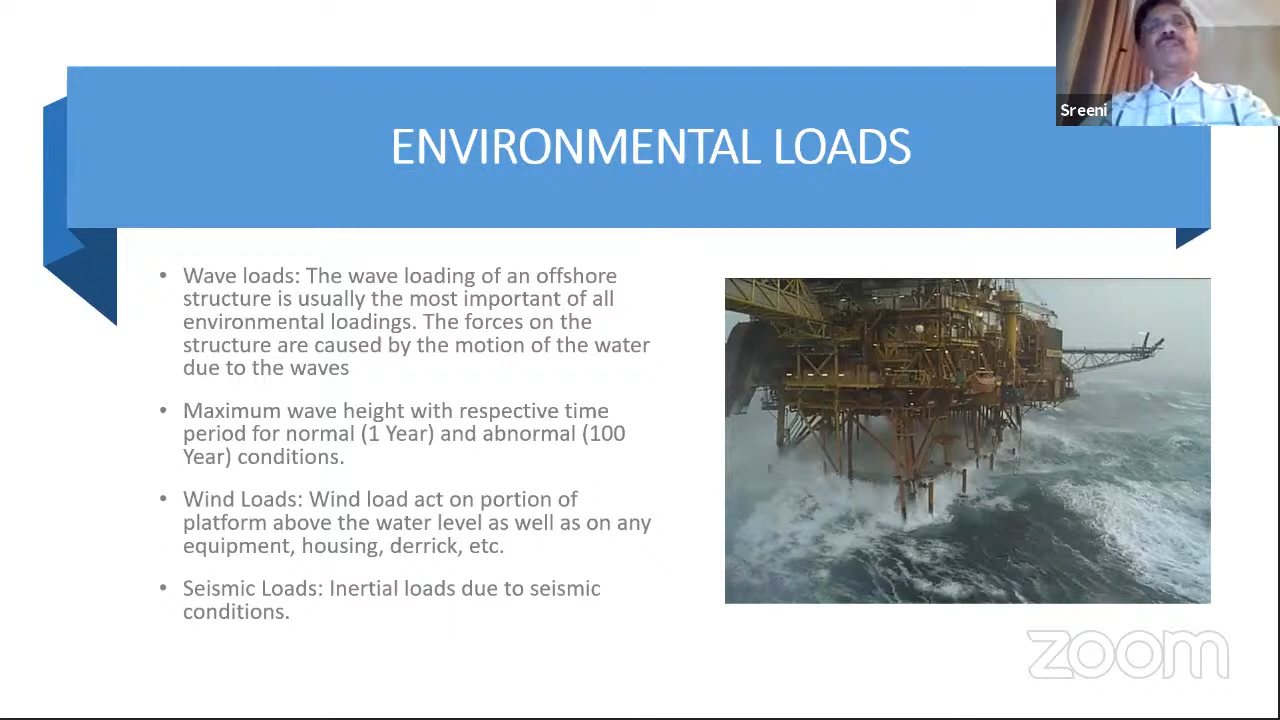 Sreeni
ENVIRONMENTAL LOADS
• Wave loads: The wave loading of an offshore
structure is usually the most important of all
environmental loadings. The forces on the
structure are caused by the motion of the water
due to the waves
• Maximum wave height with respective time
period for normal (1 Year) and abnormal (100
Year) conditions.
• Wind Loads: Wind load act on portion of
platform above the water level as well as on any
equipment, housing, derrick, etc.
• Seismic Loads: Inertial loads due to seismic
conditions.
zoom